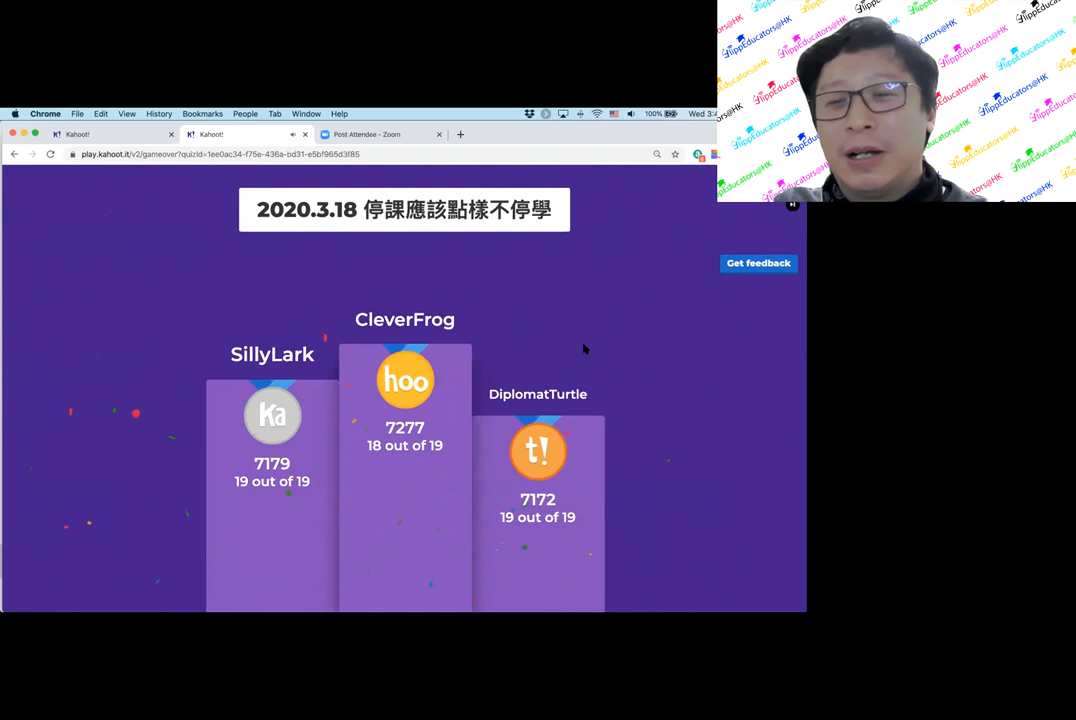 Chrome File Edit View History Bookmarks People Tab Window Help 100% Wed 3:4
Kahoot!
Kahoot!
Post Attendee - Zoom
play.kahoot.it/v2/gameover?quizId=1ee0ac34-f75e-436a-bd31-e5bf965d3f85
2020.3.18 停課應該點樣不停學
Get feedback
CleverFrog
SillyLark
DiplomatTurtle
hoo
Ka
t!
7277
18 out of 19
7179
19 out of 19
7172
19 out of 19
FlippEducators@HK